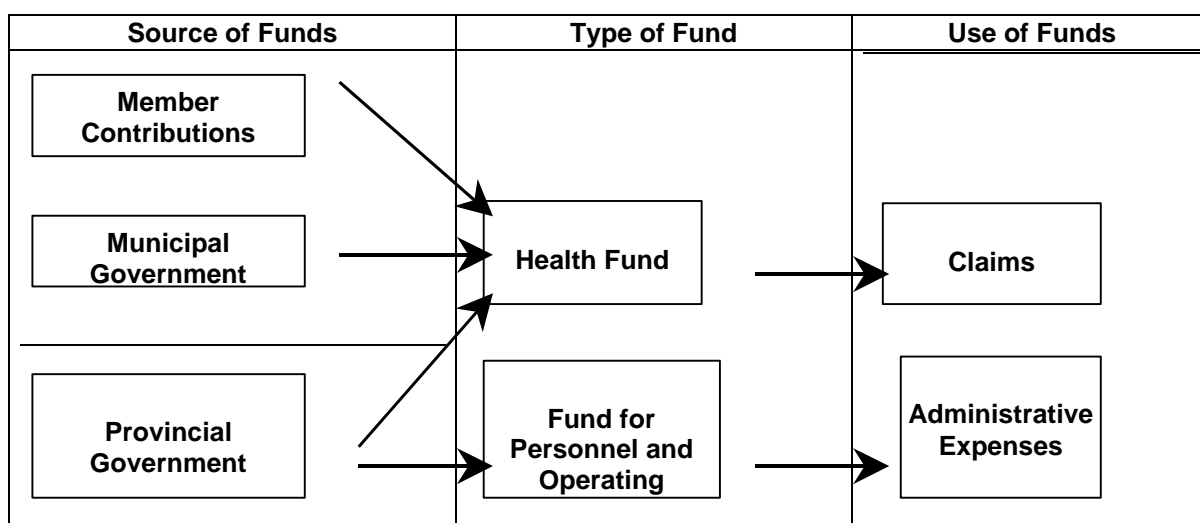 Source of Funds
Type of Fund
Use of Funds
Member
Contributions
Municipal
Government
Health Fund
Claims
Provincial
Government
Fund for
Personnel and
Operating
Administrative
Expenses